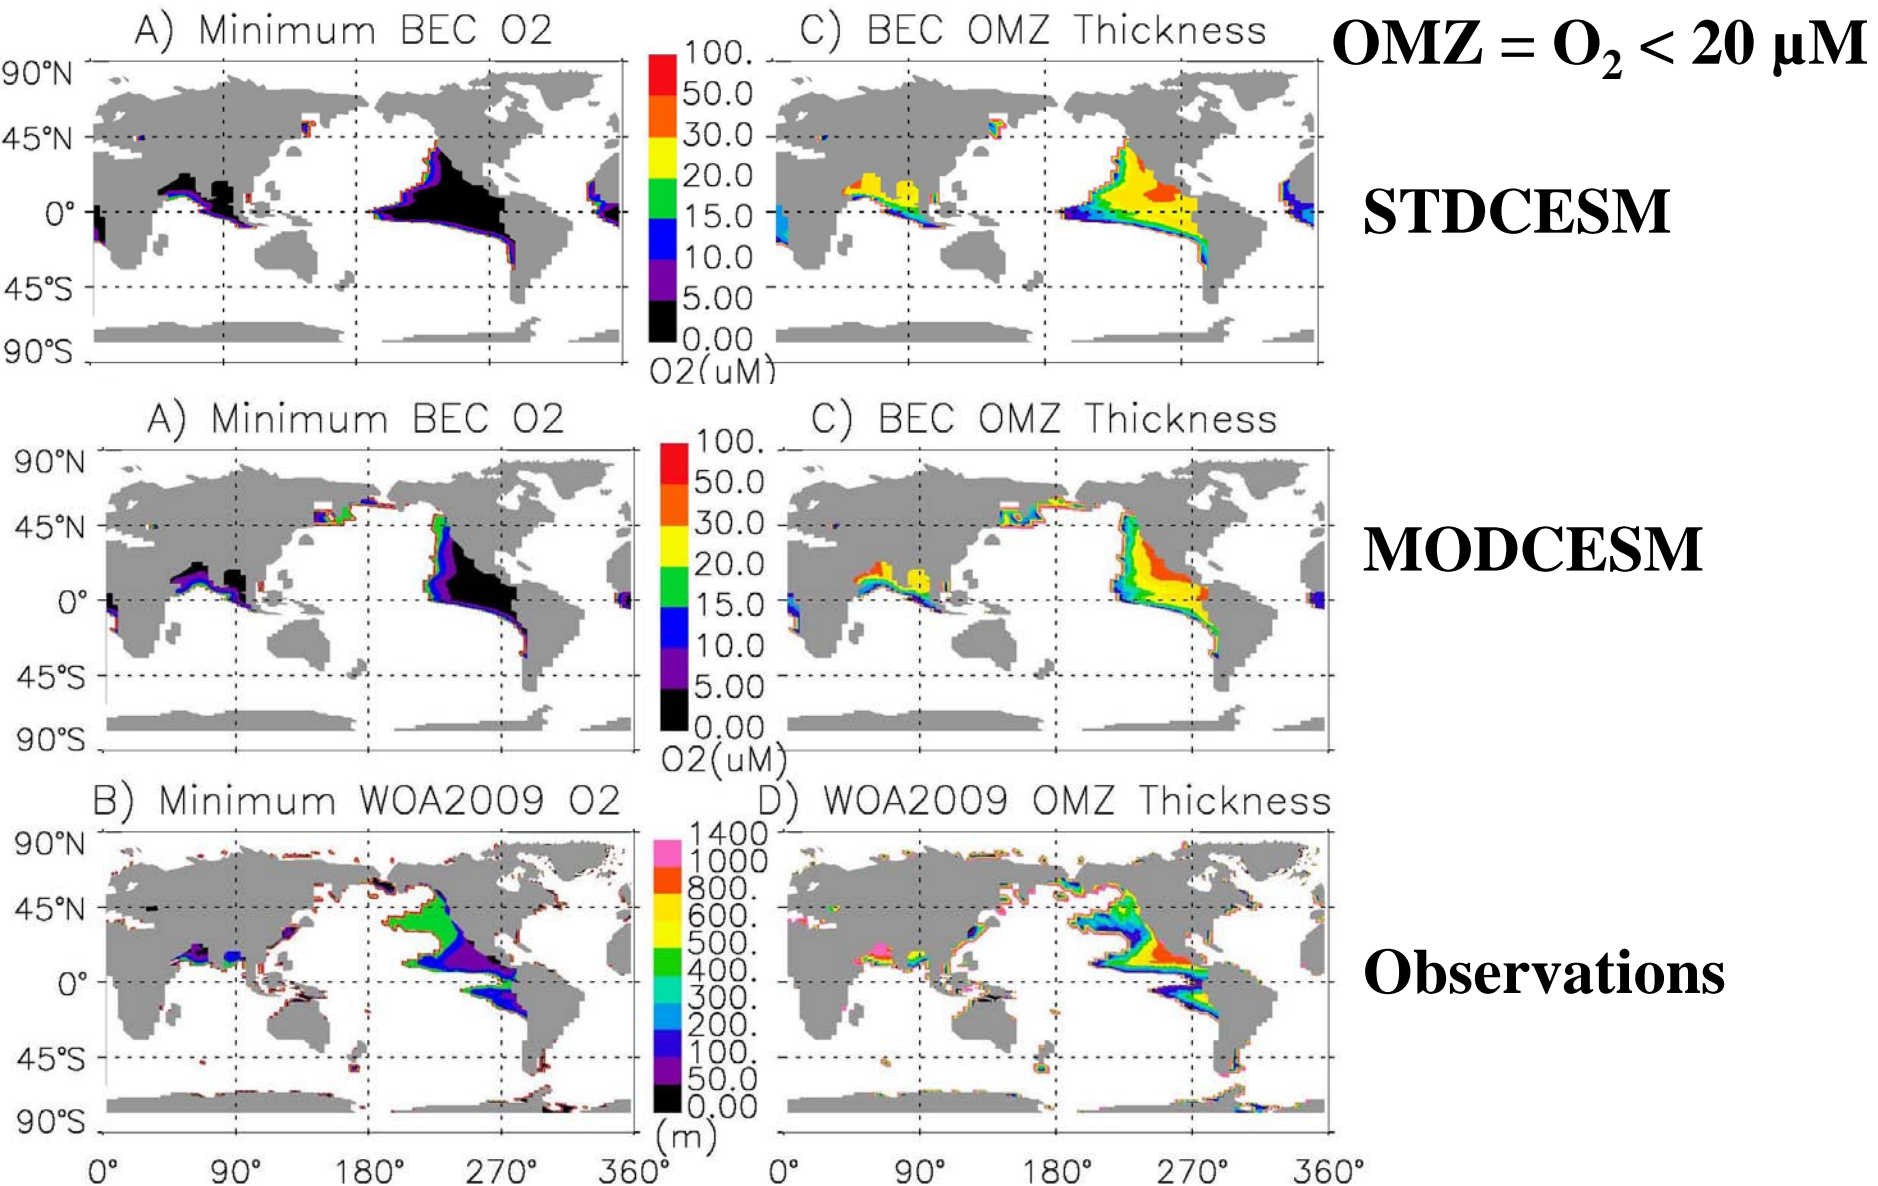 A) Minimum BEC O2
C) BEC OMZ Thickness
OMZ = O2 < 20 µM
90°N
45°N
0°
45°S
90°S
100.
50.0
30.0
20.0
15.0
10.0
5.00
0.00
O2(uM)
STDCESM
A) Minimum BEC O2
C) BEC OMZ Thickness
90°N
45°N
0°
45°S
90°S
100.
50.0
30.0
20.0
15.0
10.0
5.00
0.00
O2(uM)
MODCESM
B) Minimum WOA2009 O2
D) WOA2009 OMZ Thickness
90°N
45°N
0°
45°S
90°S
1400
1000
800.
600.
500.
400.
300.
200.
100.
50.0
0.00
(m)
Observations
0° 90° 180° 270° 360°
0° 90° 180° 270° 360°